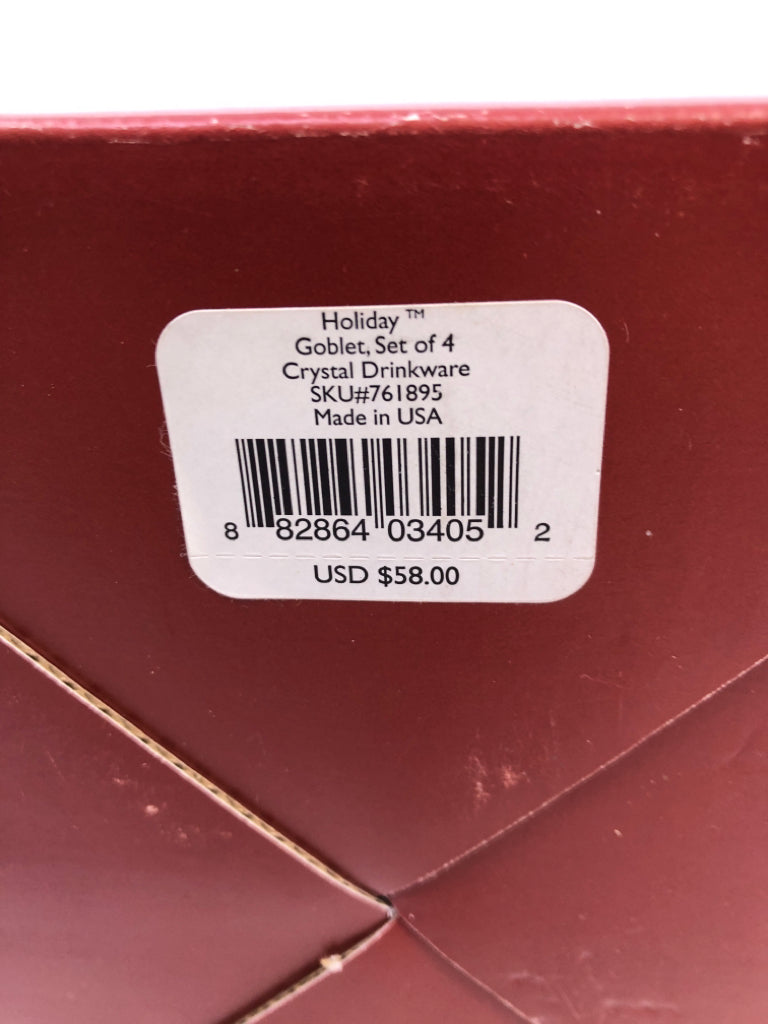 Holiday ™
Goblet, Set of 4
Crystal Drinkware
SKU#761895
Made in USA
8 82864 03405 2
USD $58.00